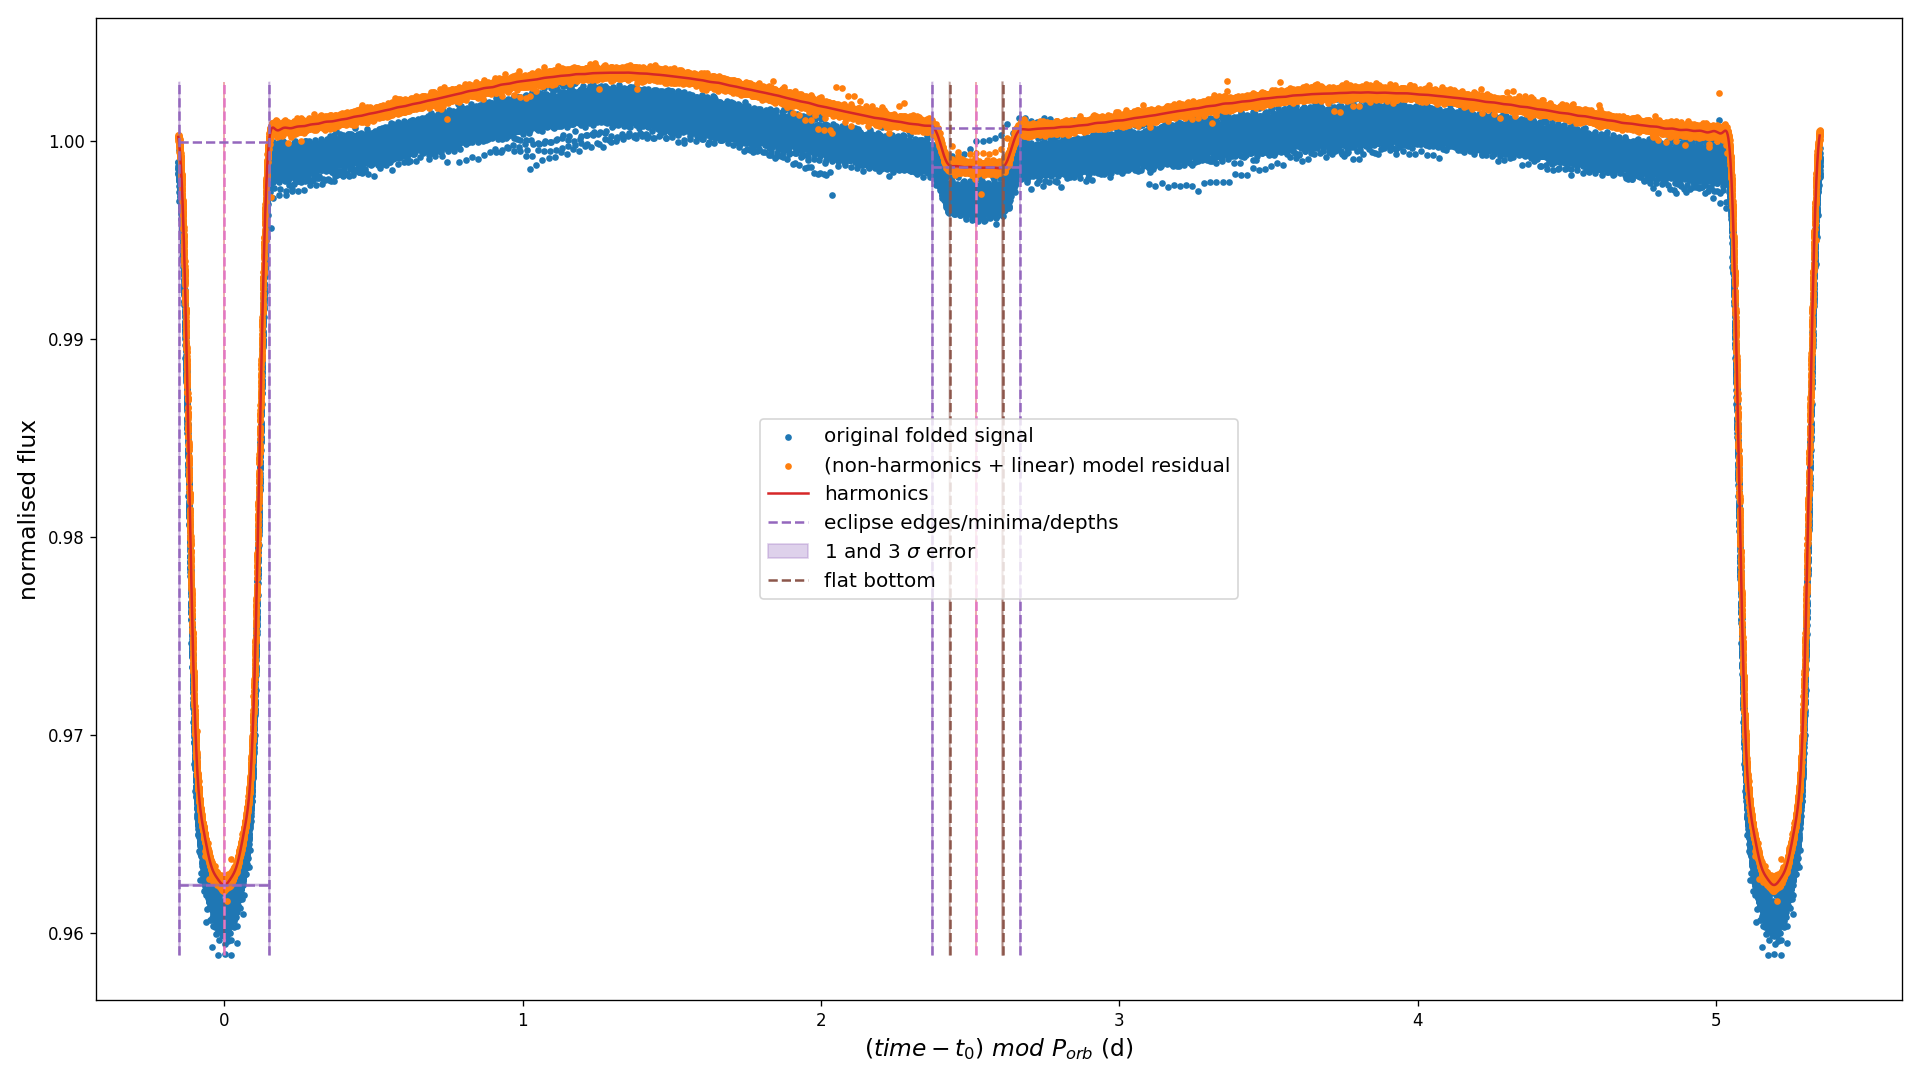 normalised flux
1.00
0.99
0.98
0.97
0.96
original folded signal
(non-harmonics + linear) model residual
harmonics
eclipse edges/minima/depths
1 and 3 σ error
flat bottom
0 1 2 3 4 5
(time − t₀) mod Pₒᵣᵦ (d)